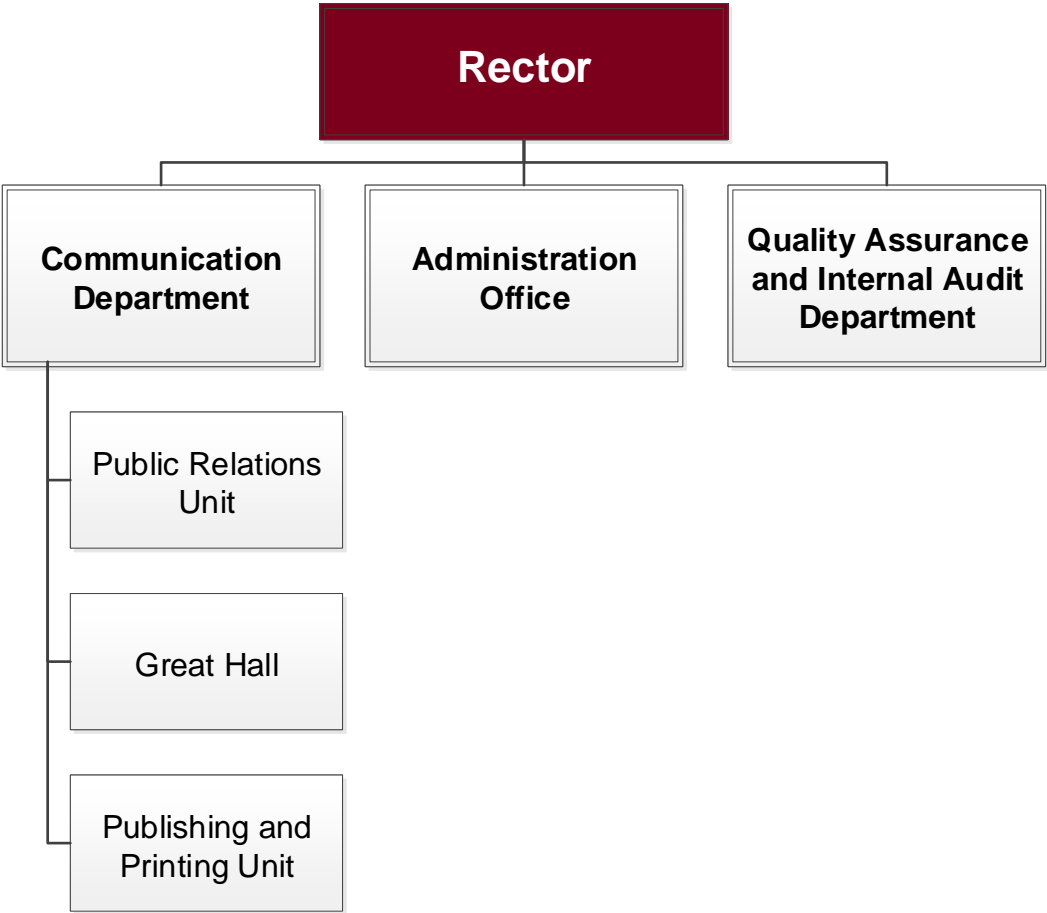 Rector
Communication
Department
Administration
Office
Quality Assurance
and Internal Audit
Department
Public Relations
Unit
Great Hall
Publishing and
Printing Unit